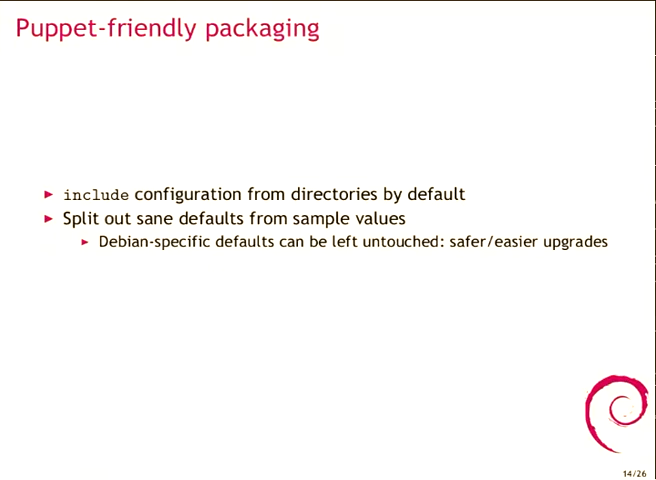 Puppet-friendly packaging
include configuration from directories by default
Split out sane defaults from sample values
Debian-specific defaults can be left untouched: safer/easier upgrades
14/26